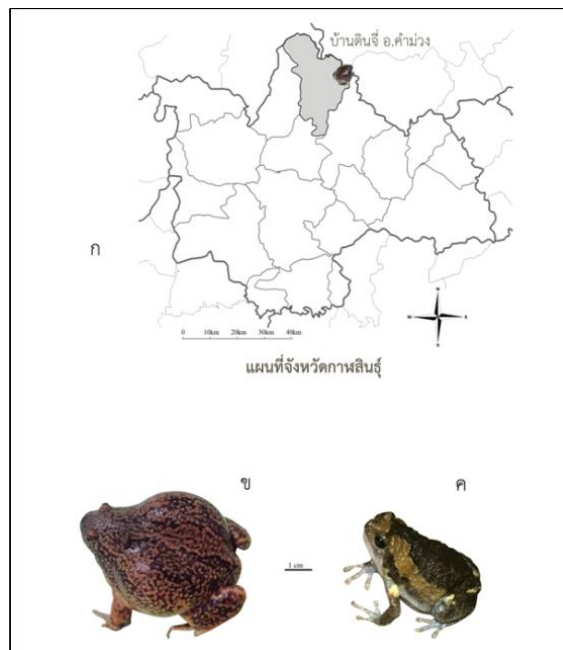 บ้านดินจี่ อ.คำม่วง
ก
0 10km 20km 30km 40km
แผนที่จังหวัดกาฬสินธุ์
ข
ค
1 cm